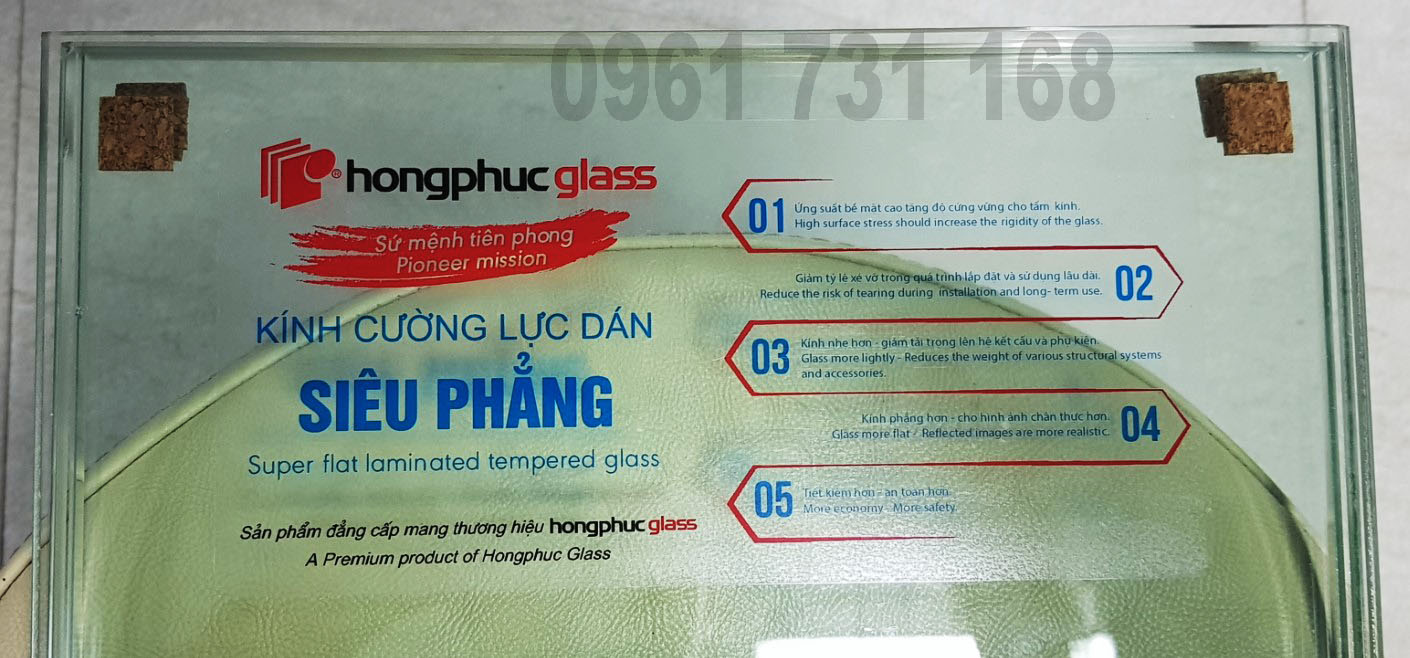 0961 731 168
hongphuc glass
Sứ mệnh tiên phong
Pioneer mission
KÍNH CƯỜNG LỰC DÁN
SIÊU PHẲNG
Super flat laminated tempered glass
Sản phẩm đẳng cấp mang thương hiệu hongphuc glass
A Premium product of Hongphuc Glass
01
Ứng suất bề mặt cao tăng độ cứng vững cho tấm kính.
High surface stress should increase the rigidity of the glass.
02
Giảm tỷ lệ xé vỡ trong quá trình lắp đặt và sử dụng lâu dài.
Reduce the risk of tearing during installation and long- term use.
03
Kính nhẹ hơn - giảm tải trọng lên hệ kết cấu và phụ kiện.
Glass more lightly - Reduces the weight of various structural systems
and accessories.
04
Kính phẳng hơn - cho hình ảnh chân thực hơn.
Glass more flat / Reflected images are more realistic.
05
Tiết kiệm hơn - an toàn hơn.
More economy - More safety.